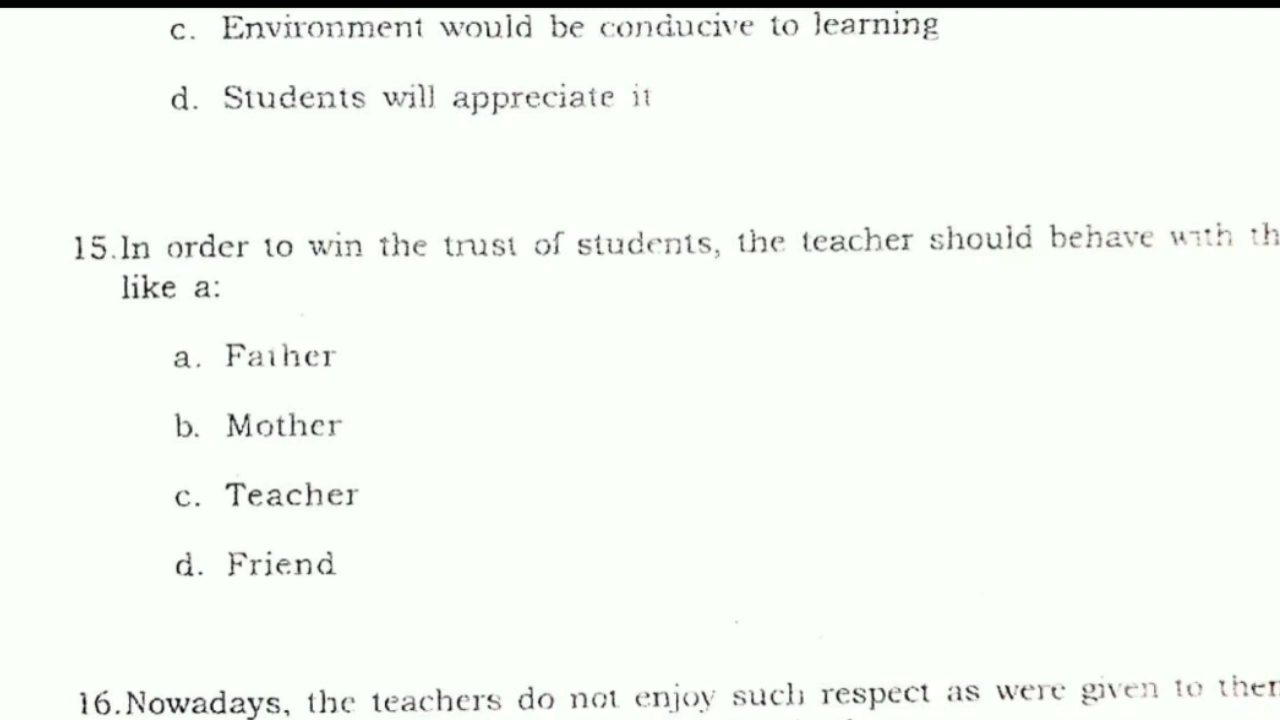 c. Environment would be conducive to learning
d. Students will appreciate it
15.In order to win the trust of students, the teacher should behave with th
like a:
a. Father
b. Mother
c. Teacher
d. Friend
16.Nowadays, the teachers do not enjoy such respect as were given to